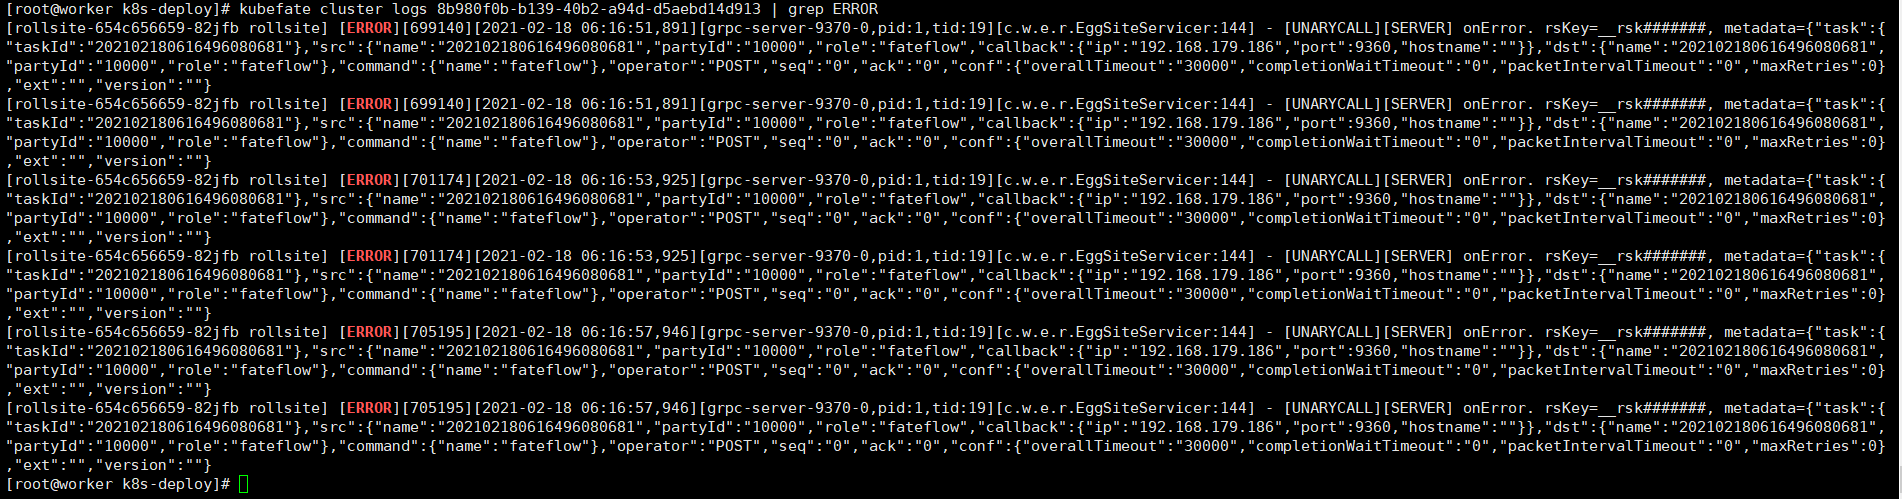 [root@worker k8s-deploy]# kubefate cluster logs 8b980f0b-b139-40b2-a94d-d5aebd14d913 | grep ERROR
[rollsite-654c656659-82jfb rollsite] [ERROR][699140][2021-02-18 06:16:51,891][grpc-server-9370-0,pid:1,tid:19][c.w.e.r.EggSiteServicer:144] - [UNARYCALL][SERVER] onError. rsKey=__rsk#######, metadata={"task":{
"taskId":"202102180616496080681"},"src":{"name":"202102180616496080681","partyId":"10000","role":"fateflow","callback":{"ip":"192.168.179.186","port":9360,"hostname":""}},"dst":{"name":"202102180616496080681",
"partyId":"10000","role":"fateflow"},"command":{"name":"fateflow"},"operator":"POST","seq":"0","ack":"0","conf":{"overallTimeout":"30000","completionWaitTimeout":"0","packetIntervalTimeout":"0","maxRetries":0}
,"ext":"","version":""}
[rollsite-654c656659-82jfb rollsite] [ERROR][699140][2021-02-18 06:16:51,891][grpc-server-9370-0,pid:1,tid:19][c.w.e.r.EggSiteServicer:144] - [UNARYCALL][SERVER] onError. rsKey=__rsk#######, metadata={"task":{
"taskId":"202102180616496080681"},"src":{"name":"202102180616496080681","partyId":"10000","role":"fateflow","callback":{"ip":"192.168.179.186","port":9360,"hostname":""}},"dst":{"name":"202102180616496080681",
"partyId":"10000","role":"fateflow"},"command":{"name":"fateflow"},"operator":"POST","seq":"0","ack":"0","conf":{"overallTimeout":"30000","completionWaitTimeout":"0","packetIntervalTimeout":"0","maxRetries":0}
,"ext":"","version":""}
[rollsite-654c656659-82jfb rollsite] [ERROR][701174][2021-02-18 06:16:53,925][grpc-server-9370-0,pid:1,tid:19][c.w.e.r.EggSiteServicer:144] - [UNARYCALL][SERVER] onError. rsKey=__rsk#######, metadata={"task":{
"taskId":"202102180616496080681"},"src":{"name":"202102180616496080681","partyId":"10000","role":"fateflow","callback":{"ip":"192.168.179.186","port":9360,"hostname":""}},"dst":{"name":"202102180616496080681",
"partyId":"10000","role":"fateflow"},"command":{"name":"fateflow"},"operator":"POST","seq":"0","ack":"0","conf":{"overallTimeout":"30000","completionWaitTimeout":"0","packetIntervalTimeout":"0","maxRetries":0}
,"ext":"","version":""}
[rollsite-654c656659-82jfb rollsite] [ERROR][701174][2021-02-18 06:16:53,925][grpc-server-9370-0,pid:1,tid:19][c.w.e.r.EggSiteServicer:144] - [UNARYCALL][SERVER] onError. rsKey=__rsk#######, metadata={"task":{
"taskId":"202102180616496080681"},"src":{"name":"202102180616496080681","partyId":"10000","role":"fateflow","callback":{"ip":"192.168.179.186","port":9360,"hostname":""}},"dst":{"name":"202102180616496080681",
"partyId":"10000","role":"fateflow"},"command":{"name":"fateflow"},"operator":"POST","seq":"0","ack":"0","conf":{"overallTimeout":"30000","completionWaitTimeout":"0","packetIntervalTimeout":"0","maxRetries":0}
,"ext":"","version":""}
[rollsite-654c656659-82jfb rollsite] [ERROR][705195][2021-02-18 06:16:57,946][grpc-server-9370-0,pid:1,tid:19][c.w.e.r.EggSiteServicer:144] - [UNARYCALL][SERVER] onError. rsKey=__rsk#######, metadata={"task":{
"taskId":"202102180616496080681"},"src":{"name":"202102180616496080681","partyId":"10000","role":"fateflow","callback":{"ip":"192.168.179.186","port":9360,"hostname":""}},"dst":{"name":"202102180616496080681",
"partyId":"10000","role":"fateflow"},"command":{"name":"fateflow"},"operator":"POST","seq":"0","ack":"0","conf":{"overallTimeout":"30000","completionWaitTimeout":"0","packetIntervalTimeout":"0","maxRetries":0}
,"ext":"","version":""}
[rollsite-654c656659-82jfb rollsite] [ERROR][705195][2021-02-18 06:16:57,946][grpc-server-9370-0,pid:1,tid:19][c.w.e.r.EggSiteServicer:144] - [UNARYCALL][SERVER] onError. rsKey=__rsk#######, metadata={"task":{
"taskId":"202102180616496080681"},"src":{"name":"202102180616496080681","partyId":"10000","role":"fateflow","callback":{"ip":"192.168.179.186","port":9360,"hostname":""}},"dst":{"name":"202102180616496080681",
"partyId":"10000","role":"fateflow"},"command":{"name":"fateflow"},"operator":"POST","seq":"0","ack":"0","conf":{"overallTimeout":"30000","completionWaitTimeout":"0","packetIntervalTimeout":"0","maxRetries":0}
,"ext":"","version":""}
[root@worker k8s-deploy]#